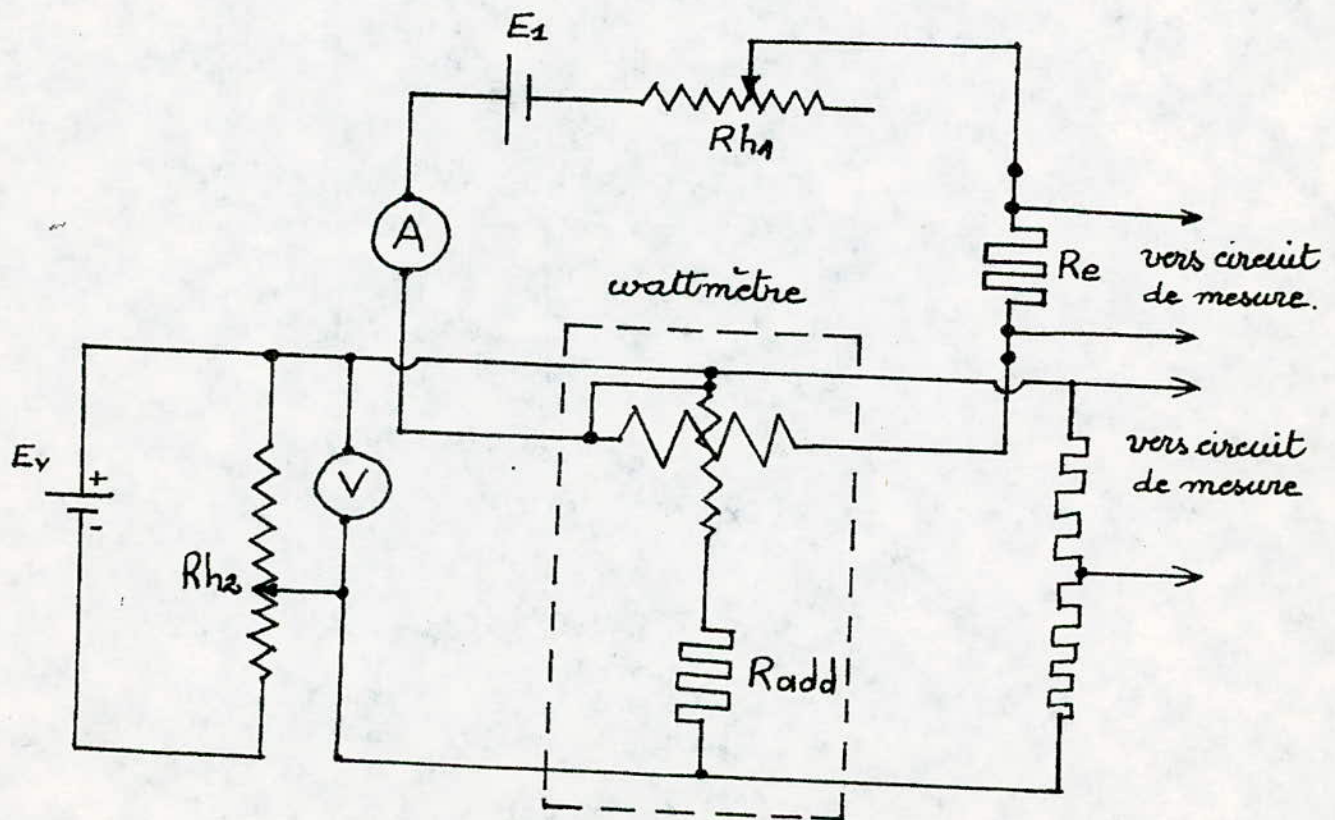 E1
Rh1
A
Re
vers circuit
de mesure.
wattmètre
Ev
+
-
V
vers circuit
de mesure
Rh2
Radd